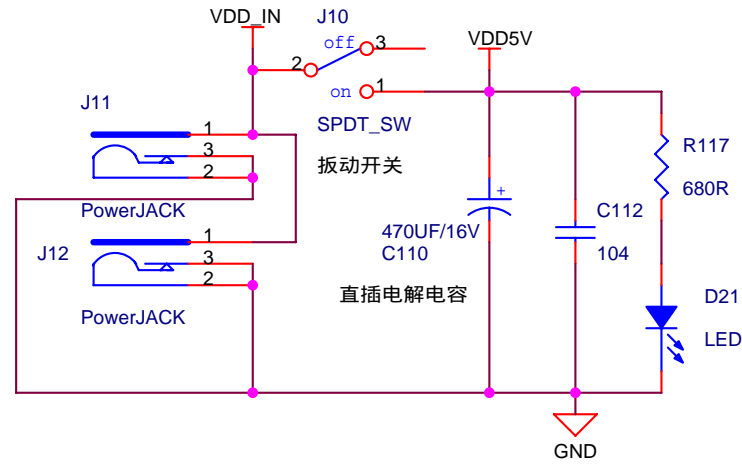 VDD_IN
J10
off
3
2
on
1
SPDT_SW
扳动开关
VDD5V
J11
1
3
2
PowerJACK
J12
1
3
2
PowerJACK
+
470UF/16V
C110
直插电解电容
C112
104
R117
680R
D21
LED
GND